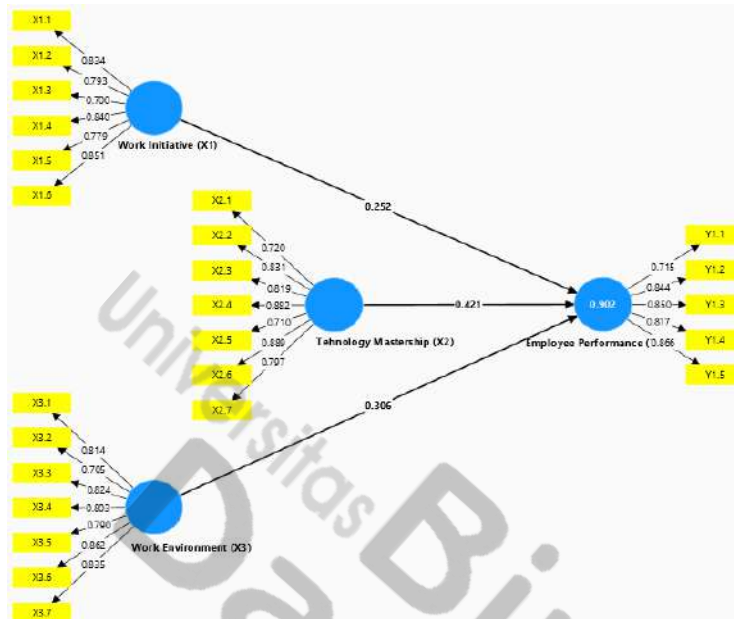 X1.1
0.834
X1.2
0.793
X1.3
0.700
X1.4
0.840
X1.5
0.779
X1.6
0.851
Work Initiative (X1)
0.252
X2.1
0.720
X2.2
0.831
X2.3
0.819
X2.4
0.882
X2.5
0.710
X2.6
0.889
X2.7
Tehnology Mastership (X2)
0.421
0.902
Employee Performance (
Y1.1
0.715
Y1.2
0.844
Y1.3
0.850
Y1.4
0.817
Y1.5
0.866
0.306
X3.1
0.814
X3.2
0.705
X3.3
0.824
X3.4
X3.5
0.790
X3.6
0.862
X3.7
0.835
Work Environment (X3)
Universitas